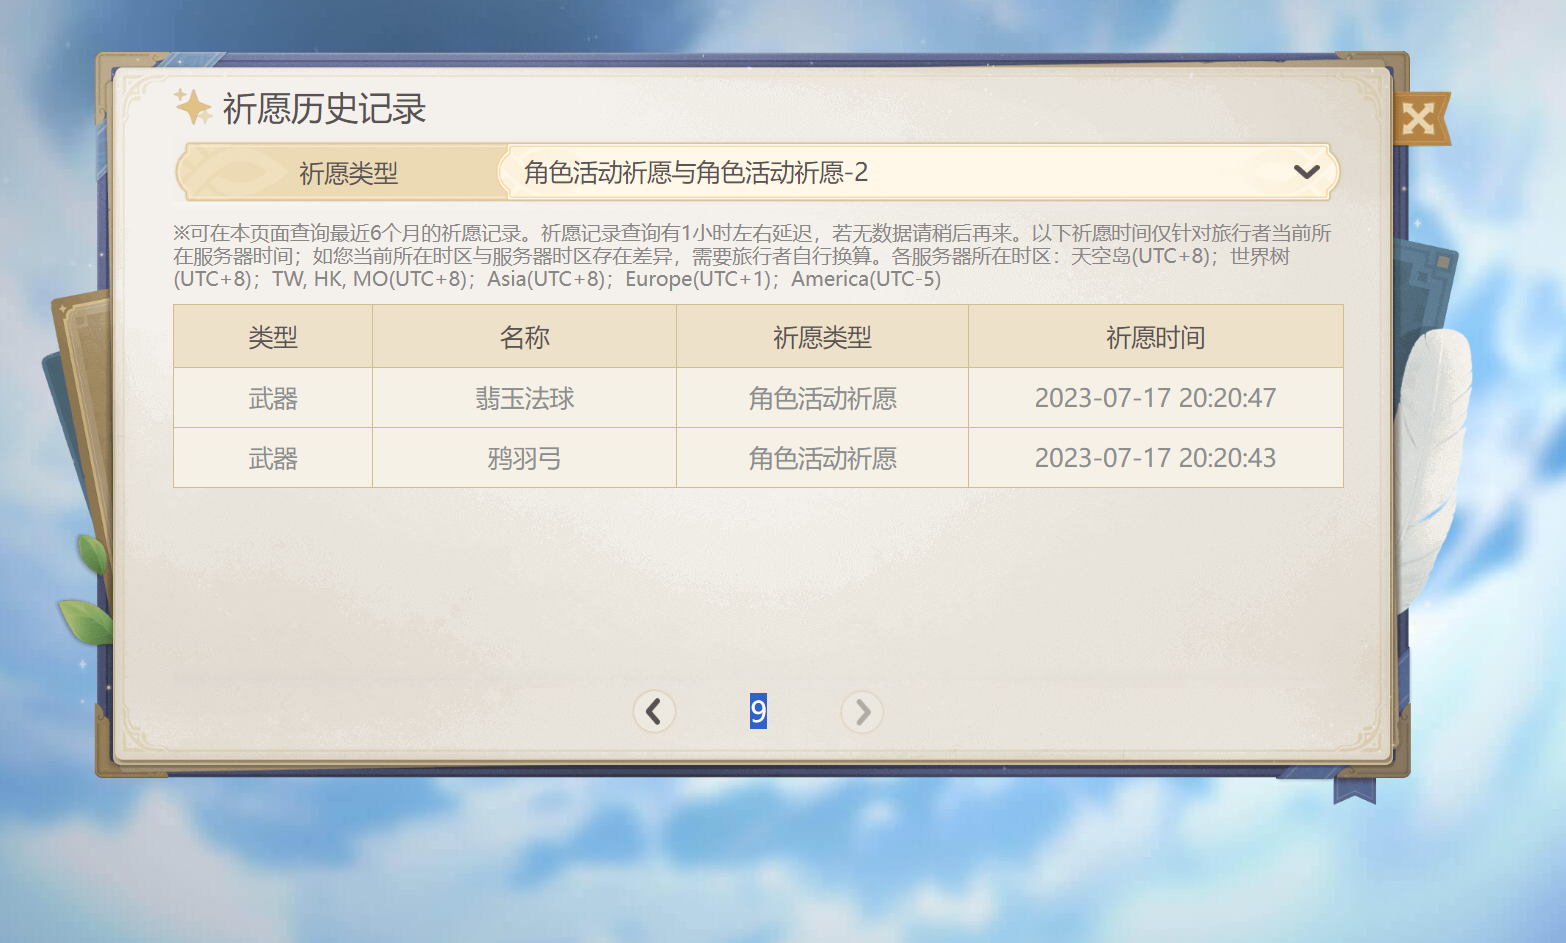 祈愿历史记录
祈愿类型
角色活动祈愿与角色活动祈愿-2
※可在本页面查询最近6个月的祈愿记录。祈愿记录查询有1小时左右延迟，若无数据请稍后再来。以下祈愿时间仅针对旅行者当前所
在服务器时间；如您当前所在时区与服务器时区存在差异，需要旅行者自行换算。各服务器所在时区：天空岛(UTC+8)；世界树
(UTC+8)；TW, HK, MO(UTC+8)；Asia(UTC+8)；Europe(UTC+1)；America(UTC-5)
类型 名称 祈愿类型 祈愿时间
武器 翡玉法球 角色活动祈愿 2023-07-17 20:20:47
武器 鸦羽弓 角色活动祈愿 2023-07-17 20:20:43
9